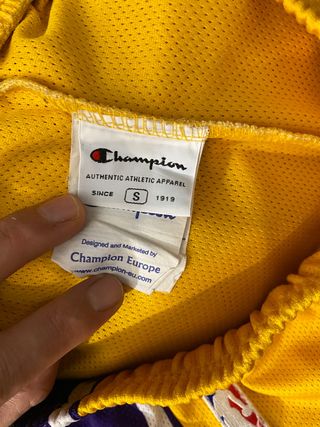 Champion
AUTHENTIC ATHLETIC APPAREL
SINCE S 1919
Designed and Marketed by
Champion Europe
www.champion-eu.com